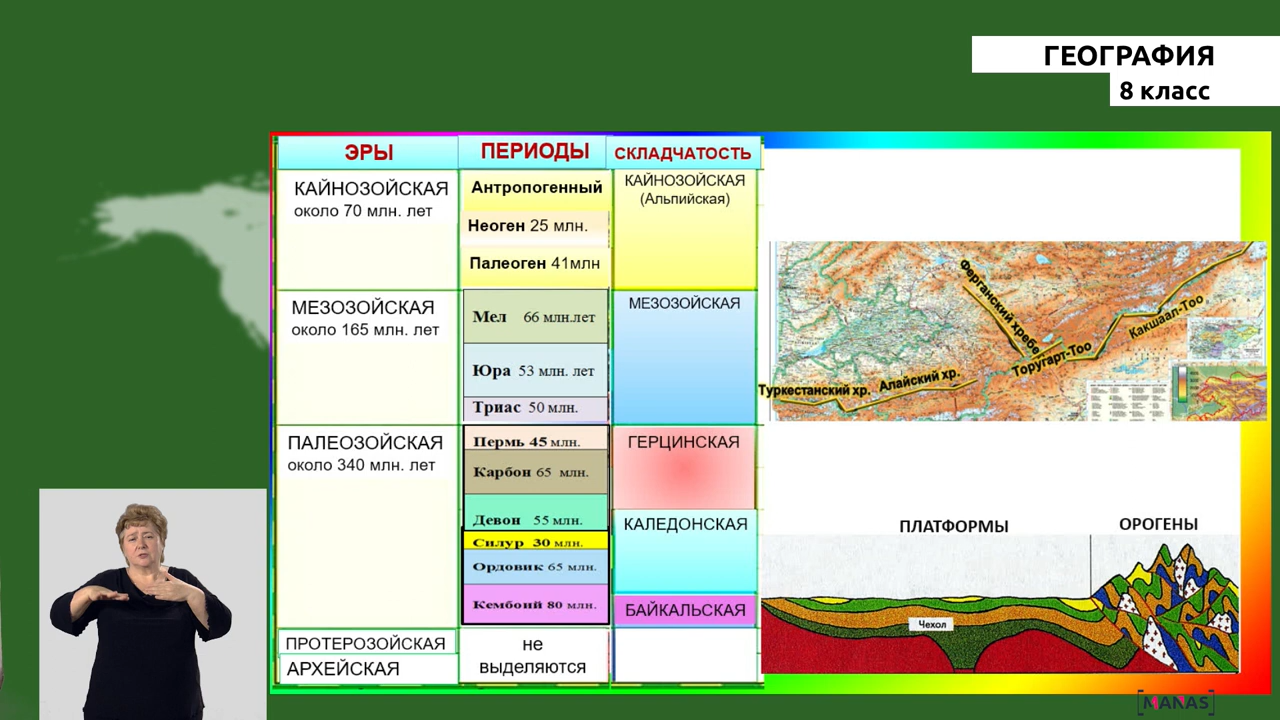 ГЕОГРАФИЯ
8 класс
ЭРЫ
ПЕРИОДЫ
СКЛАДЧАТОСТЬ
КАЙНОЗОЙСКАЯ
около 70 млн. лет
Антропогенный
Неоген 25 млн.
Палеоген 41млн
КАЙНОЗОЙСКАЯ
(Альпийская)
МЕЗОЗОЙСКАЯ
около 165 млн. лет
Мел 66 млн.лет
Юра 53 млн. лет
Триас 50 млн.
МЕЗОЗОЙСКАЯ
ПАЛЕОЗОЙСКАЯ
около 340 млн. лет
Пермь 45 млн.
Карбон 65 млн.
Девон 55 млн.
Силур 30 млн.
Ордовик 65 млн.
Кембоий 80 млн.
ГЕРЦИНСКАЯ
КАЛЕДОНСКАЯ
БАЙКАЛЬСКАЯ
ПРОТЕРОЗОЙСКАЯ
АРХЕЙСКАЯ
не
выделяются
Ферганский хребе
Какшаал-Тоо
Торугарт-Тоо
Алайский хр.
Туркестанский хр.
ПЛАТФОРМЫ
ОРОГЕНЫ
Чехол
[MANAS]